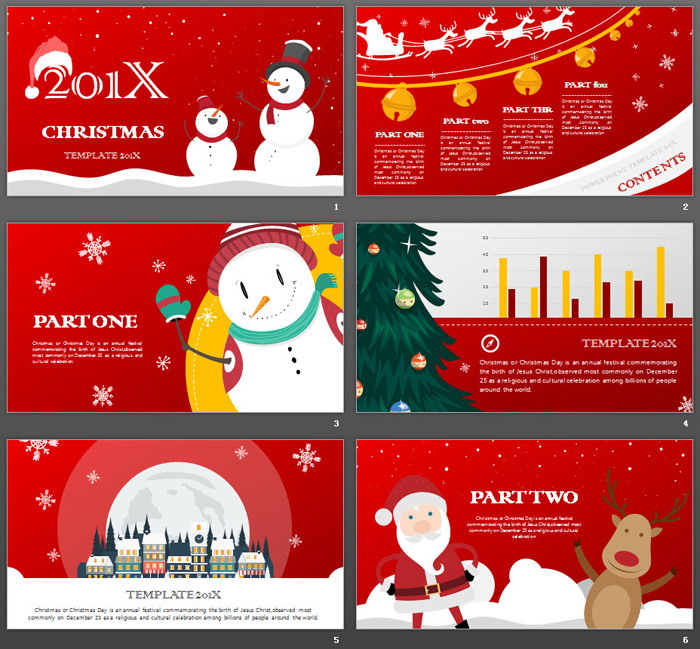 201X
CHRISTMAS
TEMPLATE 201X
1
PART ONE
Christmas or Christmas Day is
an annual festival
commemorating the birth of
Jesus Christ,observed most
commonly on December 25
as a religious and
cultural celebration
PART two
Christmas or Christmas Day is
an annual festival
commemorating the birth of
Jesus Christ,observed most
commonly on
December 25 as a religious
and cultural celebration
PART THR
Christmas or Christmas Day is
an annual festival
commemorating the birth of
Jesus Christ,observed
most commonly on
December 25 as a religious
and cultural celebration
PART fou
Christmas or Christmas Day is
an annual festival
commemorating the birth of
Jesus Christ,observed
most commonly on
December 25 as a religious
and cultural celebration
POWERPOINT TEMPLATE 201X
CONTENTS
2
PART ONE
Christmas or Christmas Day is an annual festival
commemorating the birth of Jesus Christ,observed
most commonly on December 25 as a religious and
cultural celebration
3
TEMPLATE 201X
Christmas or Christmas Day is an annual festival commemorating
the birth of Jesus Christ,observed most commonly on December
25 as a religious and cultural celebration among billions of people
around the world.
4
TEMPLATE 201X
Christmas or Christmas Day is an annual festival commemorating the birth of Jesus Christ,observed most
commonly on December 25 as a religious and cultural celebration among billions of people around the world.
5
PART TWO
Christmas or Christmas Day is an annual festival
commemorating the birth of Jesus Christ,observed
most commonly on December 25 as a religious and cultural
celebration
6